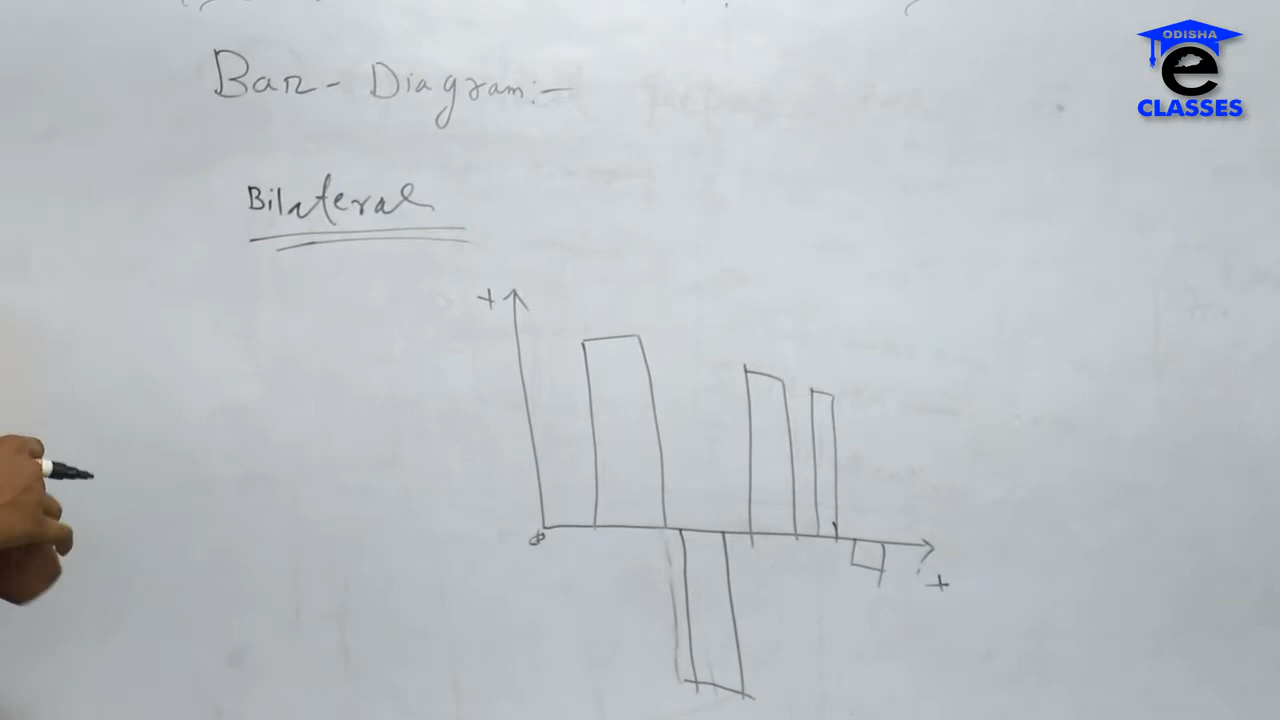 ODISHA
e
CLASSES
Bar- Diagram:-
Bilateral
+
+